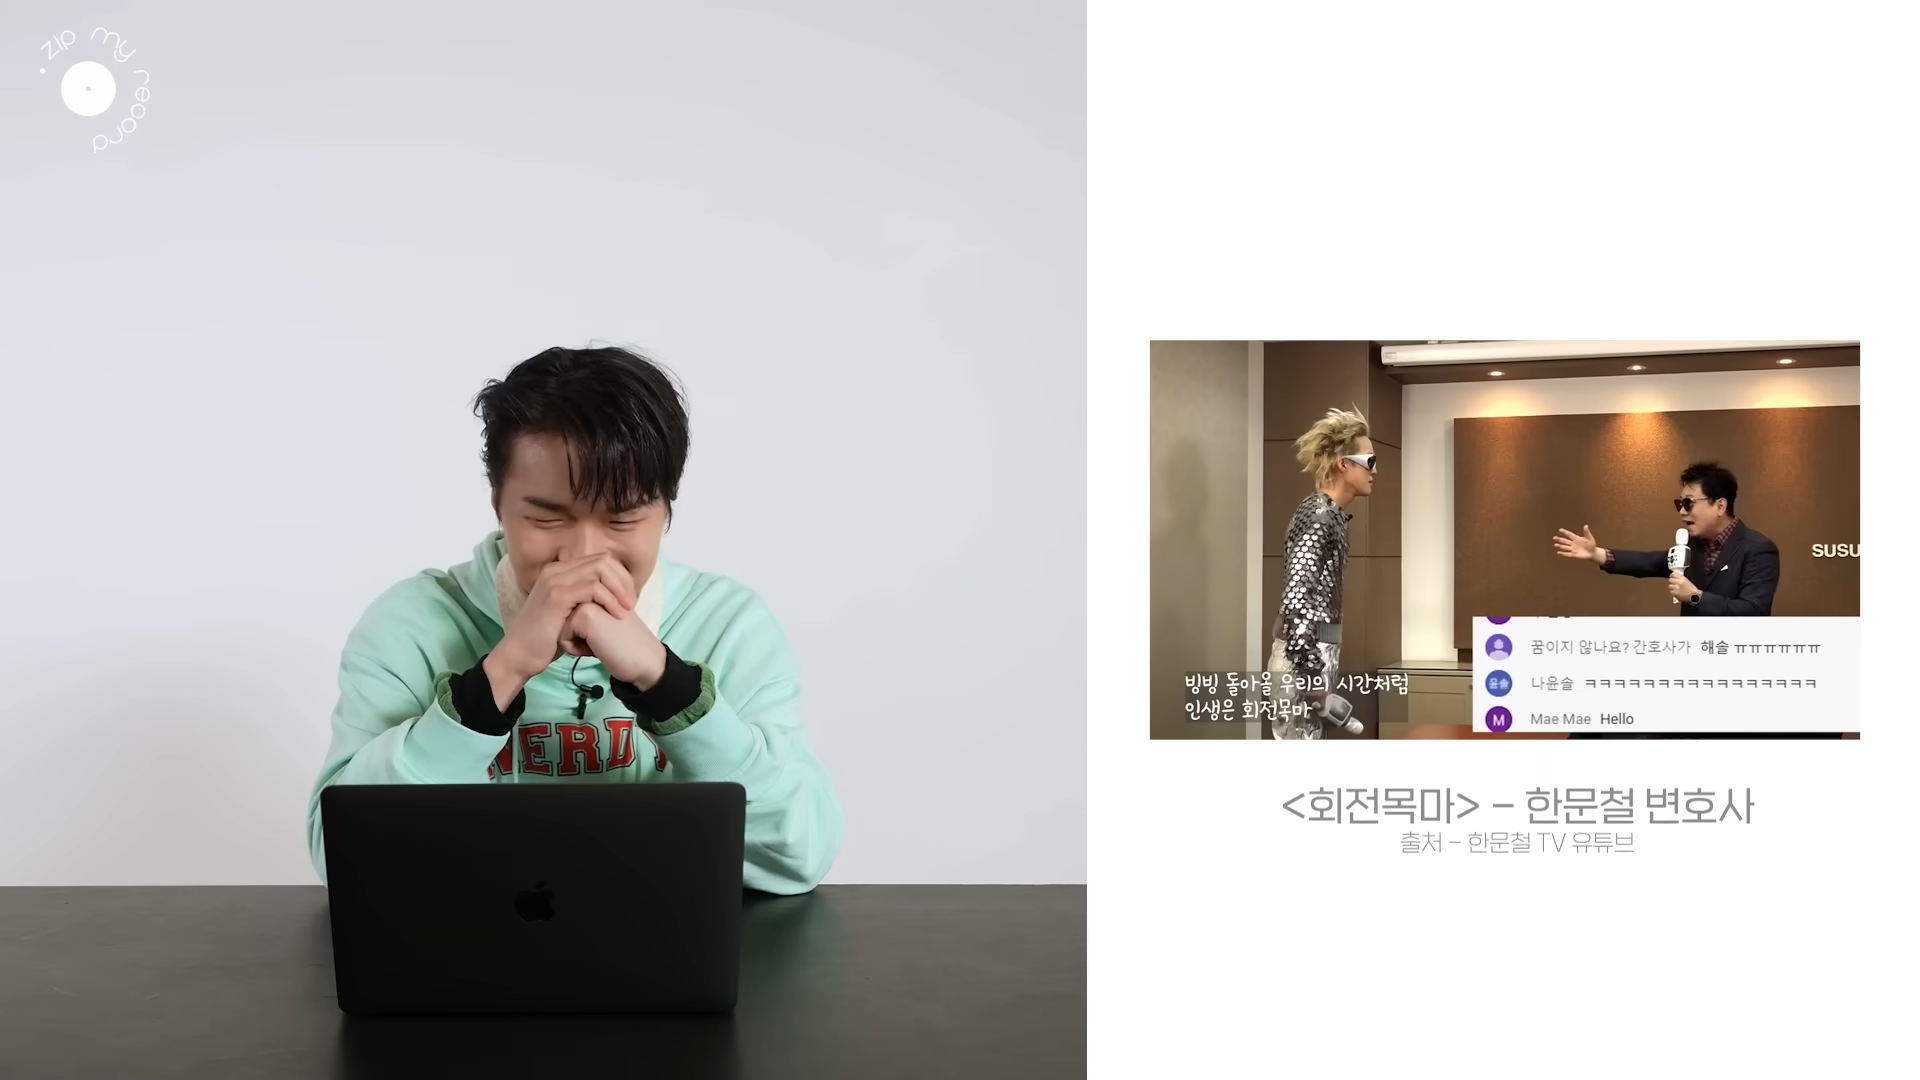 zip my record
NERDY
SUSU
빙빙 돌아올 우리의 시간처럼
인생은 회전목마
꿈이지 않나요? 간호사가 해솔 ㅠㅠㅠㅠㅠㅠ
윤솔 나윤솔 ㅋㅋㅋㅋㅋㅋㅋㅋㅋㅋㅋㅋㅋㅋㅋㅋ
M Mae Mae Hello
<회전목마> – 한문철 변호사
출처 – 한문철 TV 유튜브